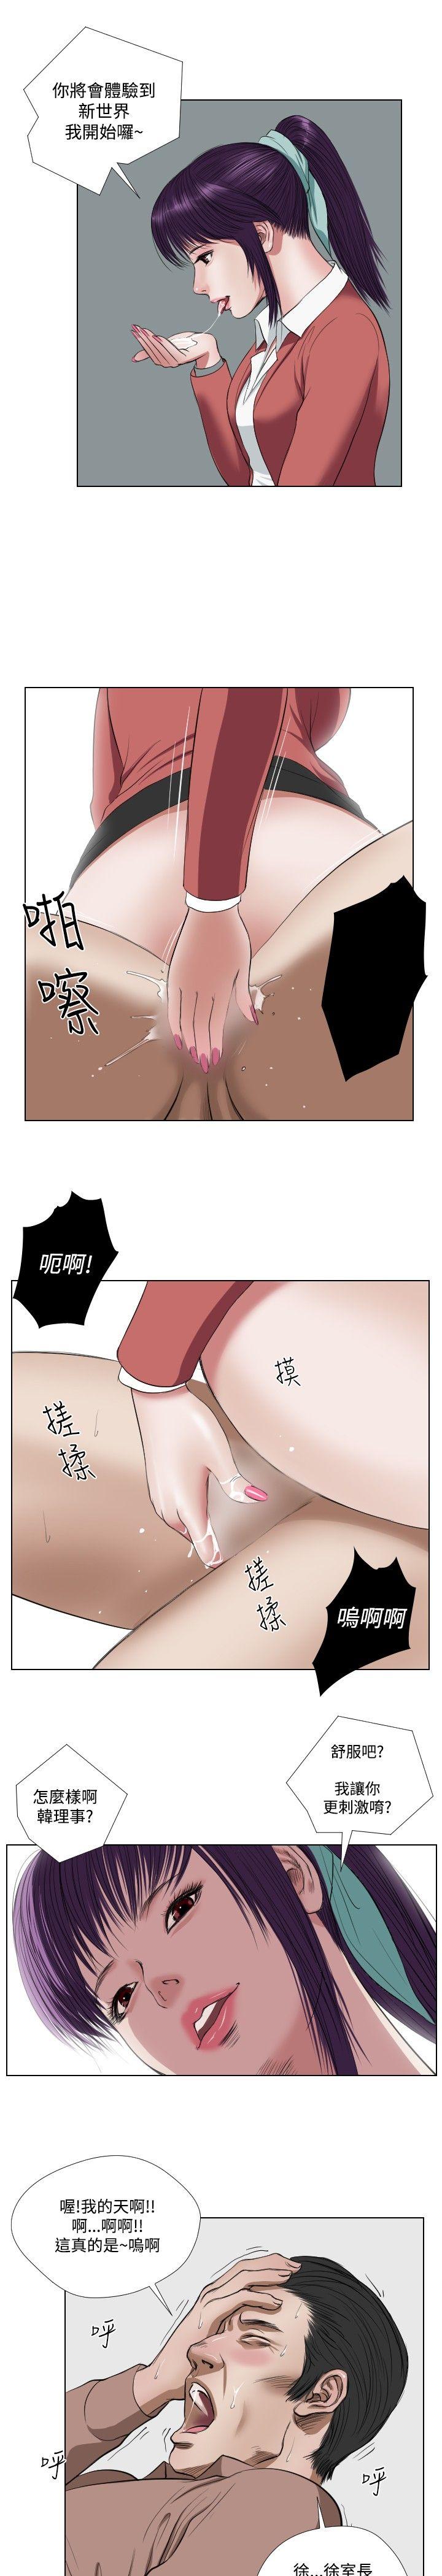 你將會體驗到
新世界
我開始囉~
啪
嚓
呃啊!
摸
搓
揉
搓
揉
嗚啊啊
舒服吧?
我讓你
更刺激唷?
怎麼樣啊
韓理事?
喔!我的天啊!!
啊...啊啊!!
這真的是~嗚啊
呼
呼
呼
徐...徐室長